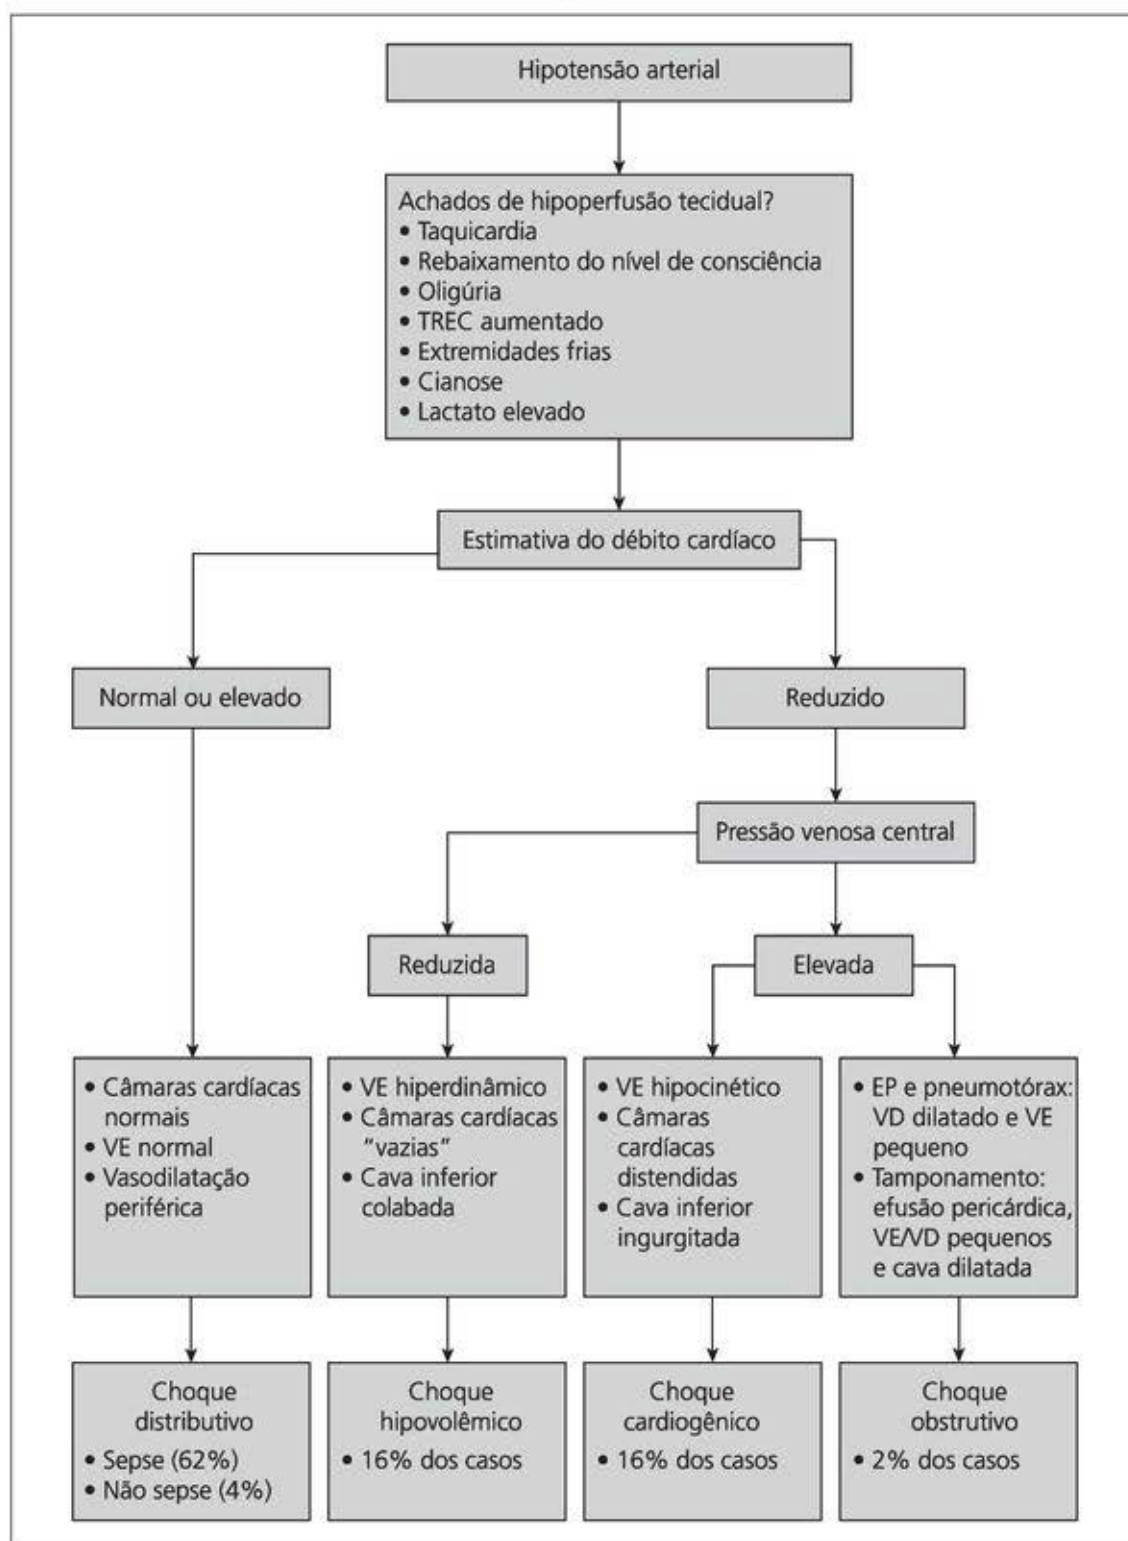 Hipotensão arterial
Achados de hipoperfusão tecidual?
• Taquicardia
• Rebaixamento do nível de consciência
• Oligúria
• TREC aumentado
• Extremidades frias
• Cianose
• Lactato elevado
Estimativa do débito cardíaco
Normal ou elevado
Reduzido
Pressão venosa central
Reduzida
Elevada
• Câmaras cardíacas
normais
• VE normal
• Vasodilatação
periférica
• VE hiperdinâmico
• Câmaras cardíacas
“vazias”
• Cava inferior
colabada
• VE hipocinético
• Câmaras
cardíacas
distendidas
• Cava inferior
ingurgitada
• EP e pneumotórax:
VD dilatado e VE
pequeno
• Tamponamento:
efusão pericárdica,
VE/VD pequenos
e cava dilatada
Choque
distributivo
• Sepse (62%)
• Não sepse (4%)
Choque
hipovolêmico
• 16% dos casos
Choque
cardiogênico
• 16% dos casos
Choque
obstrutivo
• 2% dos casos